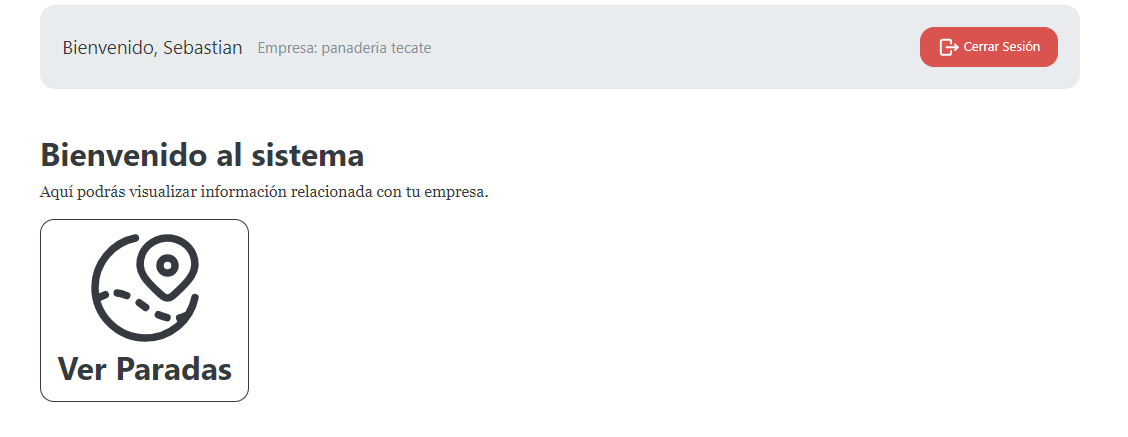 Bienvenido, Sebastian Empresa: panaderia tecate
Cerrar Sesión
Bienvenido al sistema
Aquí podrás visualizar información relacionada con tu empresa.
Ver Paradas